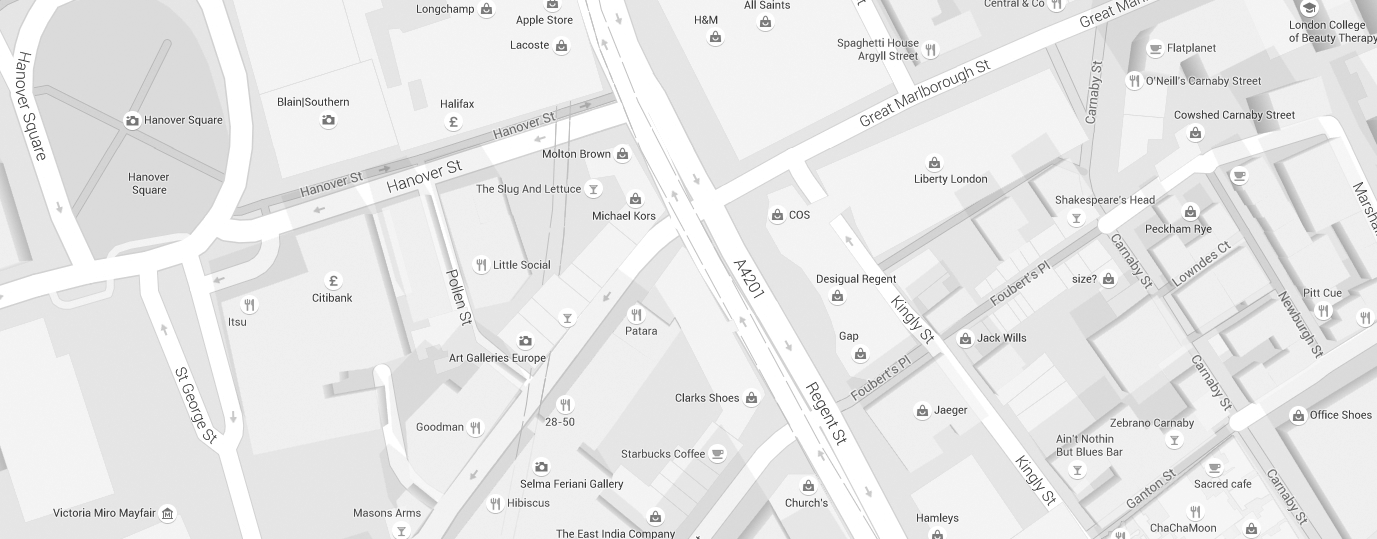 Longchamp
Apple Store
Lacoste
H&M
All Saints
Central & Co
Great Marl
London College
of Beauty Therapy
Spaghetti House
Argyll Street
Flatplanet
O'Neill's Carnaby Street
Great Marlborough St
Carnaby St
Cowshed Carnaby Street
Hanover Square
Blain|Southern
Halifax
Hanover Square
Hanover St
Hanover
Square
Hanover St
Hanover St
Molton Brown
The Slug And Lettuce
Michael Kors
Liberty London
COS
Shakespeare's Head
Peckham Rye
Marsha
Little Social
Citibank
Itsu
Pollen St
A4201
Desigual Regent
Kingly St
Foubert's Pl
size?
Carnaby St
Lowndes Ct
Newburgh St
Pitt Cue
Patara
Art Galleries Europe
Gap
Jack Wills
Foubert's Pl
Carnaby St
St George St
Clarks Shoes
Regent St
Jaeger
Office Shoes
Goodman
28-50
Zebrano Carnaby
Ain't Nothin
But Blues Bar
Starbucks Coffee
Selma Feriani Gallery
Kingly St
Ganton St
Sacred cafe
Carnaby St
Hibiscus
Church's
Victoria Miro Mayfair
Masons Arms
The East India Company
Hamleys
ChaChaMoon